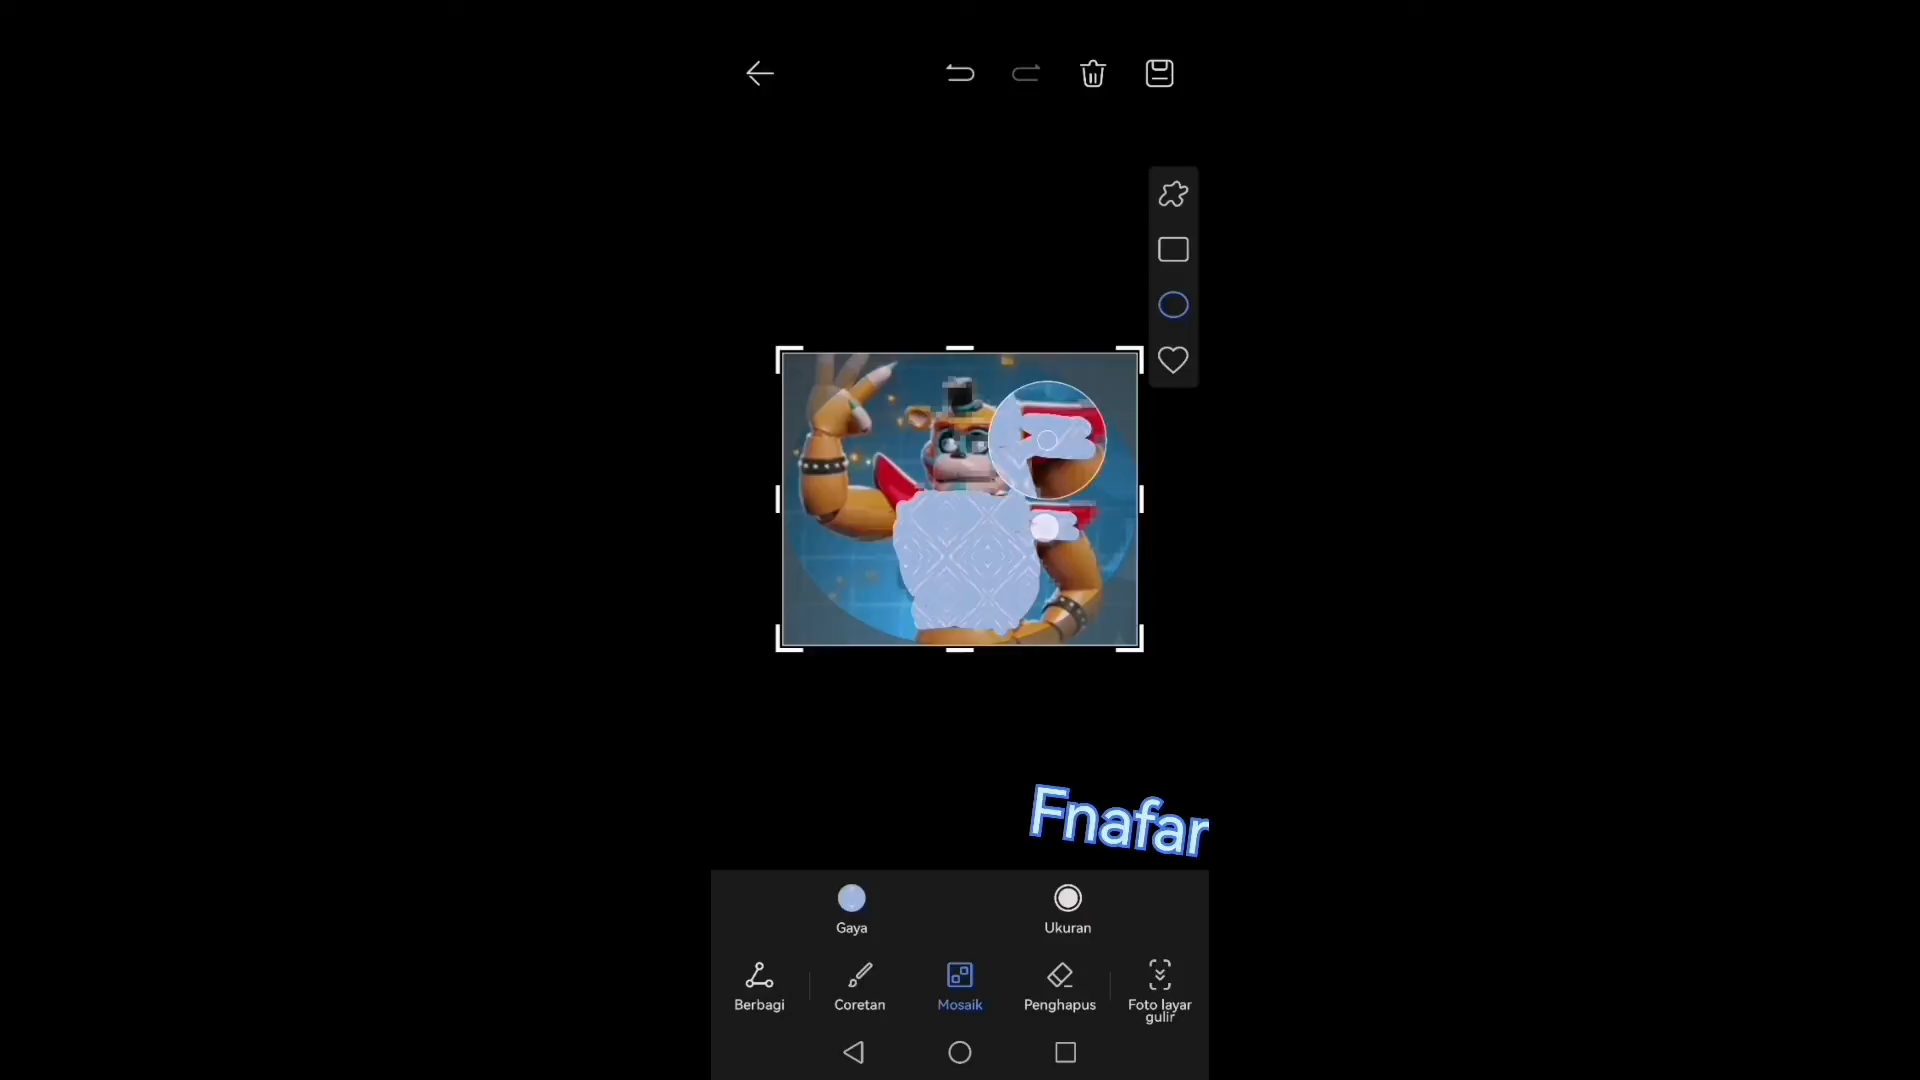 Fnafar
Gaya
Ukuran
Berbagi
Coretan
Mosaik
Penghapus
Foto layar
gulir